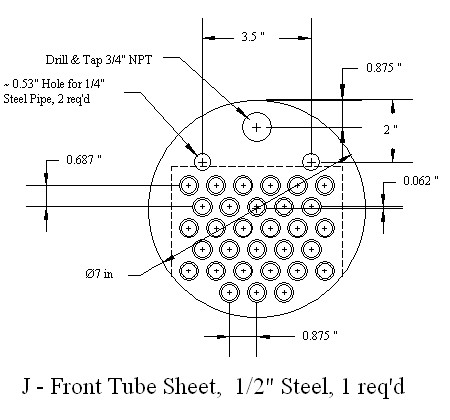 3.5 "
Drill & Tap 3/4" NPT
0.875 "
~ 0.53" Hole for 1/4"
Steel Pipe, 2 req'd
2 "
0.687 "
0.062 "
Ø7 in
0.875 "
J - Front Tube Sheet, 1/2" Steel, 1 req'd